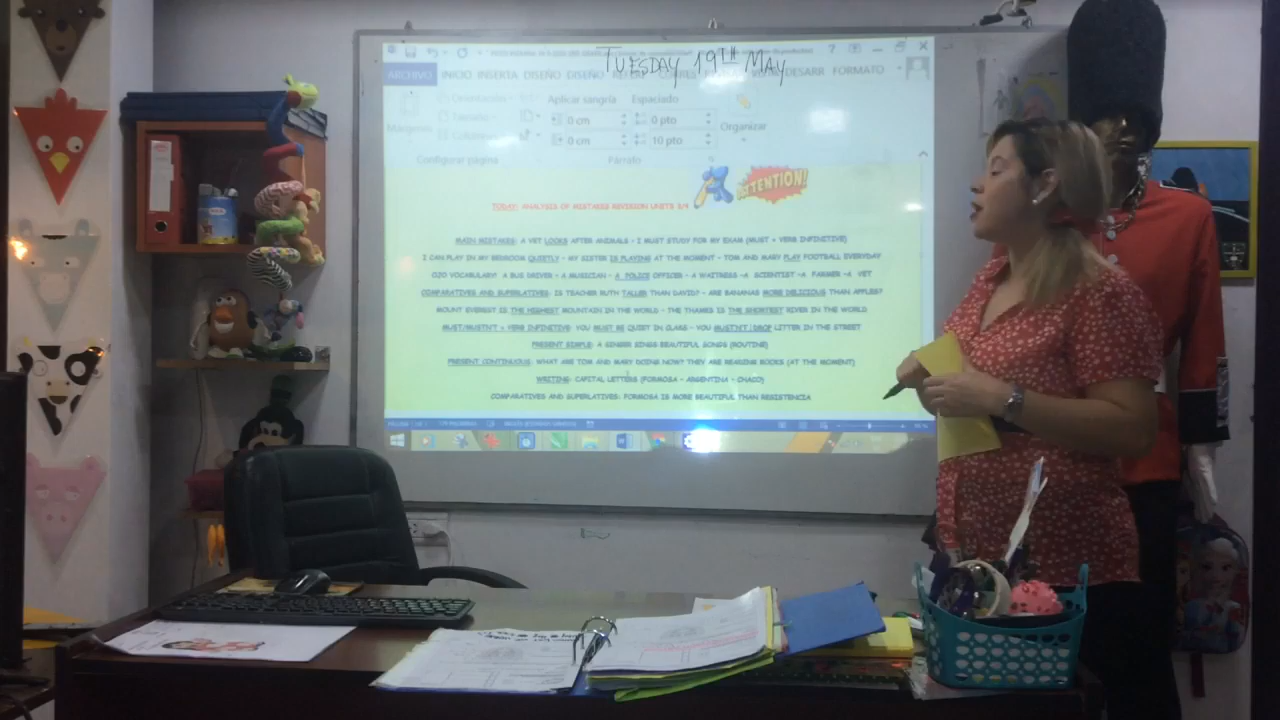 TUESDAY 19TH MAY
ARCHIVO INICIO INSERTA DISEÑO DISEÑO DESARR FORMATO
Aplicar sangría Espaciado
0 cm 0 pto
Márgenes Organizar
0 cm 10 pto
Configurar página Párrafo
ATTENTION!
TODAY: ANALYSIS OF MISTAKES REVISION UNITS 3/4
MAIN MISTAKES: A VET LOOKS AFTER ANIMALS - I MUST STUDY FOR MY EXAM (MUST + VERB INFINITIVE)
I CAN PLAY IN MY BEDROOM QUIETLY - MY SISTER IS PLAYING AT THE MOMENT - TOM AND MARY PLAY FOOTBALL EVERYDAY
OJO VOCABULARY! A BUS DRIVER - A MUSICIAN - A POLICE OFFICER - A WAITRESS - A SCIENTIST - A FARMER - A VET
COMPARATIVES AND SUPERLATIVES: IS TEACHER RUTH TALLER THAN DAVID? - ARE BANANAS MORE DELICIOUS THAN APPLES?
MOUNT EVEREST IS THE HIGHEST MOUNTAIN IN THE WORLD - THE THAMES IS THE SHORTEST RIVER IN THE WORLD
MUST/MUSTN'T + VERB INFINITIVE: YOU MUST BE QUIET IN CLASS - YOU MUSTN'T DROP LITTER IN THE STREET
PRESENT SIMPLE: A SINGER SINGS BEAUTIFUL SONGS (ROUTINE)
PRESENT CONTINUOUS: WHAT ARE TOM AND MARY DOING NOW? THEY ARE READING BOOKS (AT THE MOMENT)
WRITING: CAPITAL LETTERS (FORMOSA - ARGENTINA - CHACO)
COMPARATIVES AND SUPERLATIVES: FORMOSA IS MORE BEAUTIFUL THAN RESISTENCIA